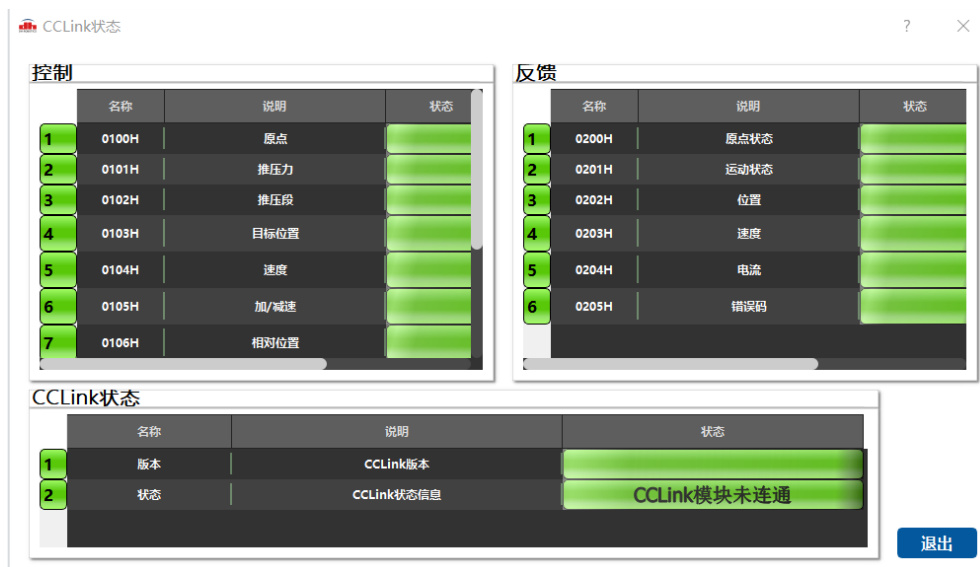 CCLink状态
控制
名称 说明 状态
1 0100H 原点
2 0101H 推压力
3 0102H 推压段
4 0103H 目标位置
5 0104H 速度
6 0105H 加/减速
7 0106H 相对位置
反馈
名称 说明 状态
1 0200H 原点状态
2 0201H 运动状态
3 0202H 位置
4 0203H 速度
5 0204H 电流
6 0205H 错误码
CCLink状态
名称 说明 状态
1 版本 CCLink版本
2 状态 CCLink状态信息 CCLink模块未连通
退出